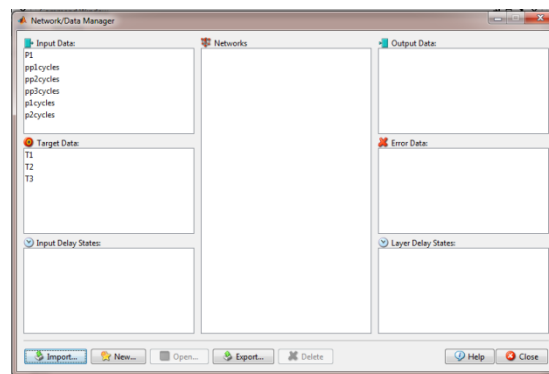 Network/Data Manager
Input Data:
P1
pp1cycles
pp2cycles
pp3cycles
p1cycles
p2cycles
Networks
Output Data:
Target Data:
T1
T2
T3
Error Data:
Input Delay States:
Layer Delay States:
Import...
New...
Open...
Export...
Delete
Help
Close